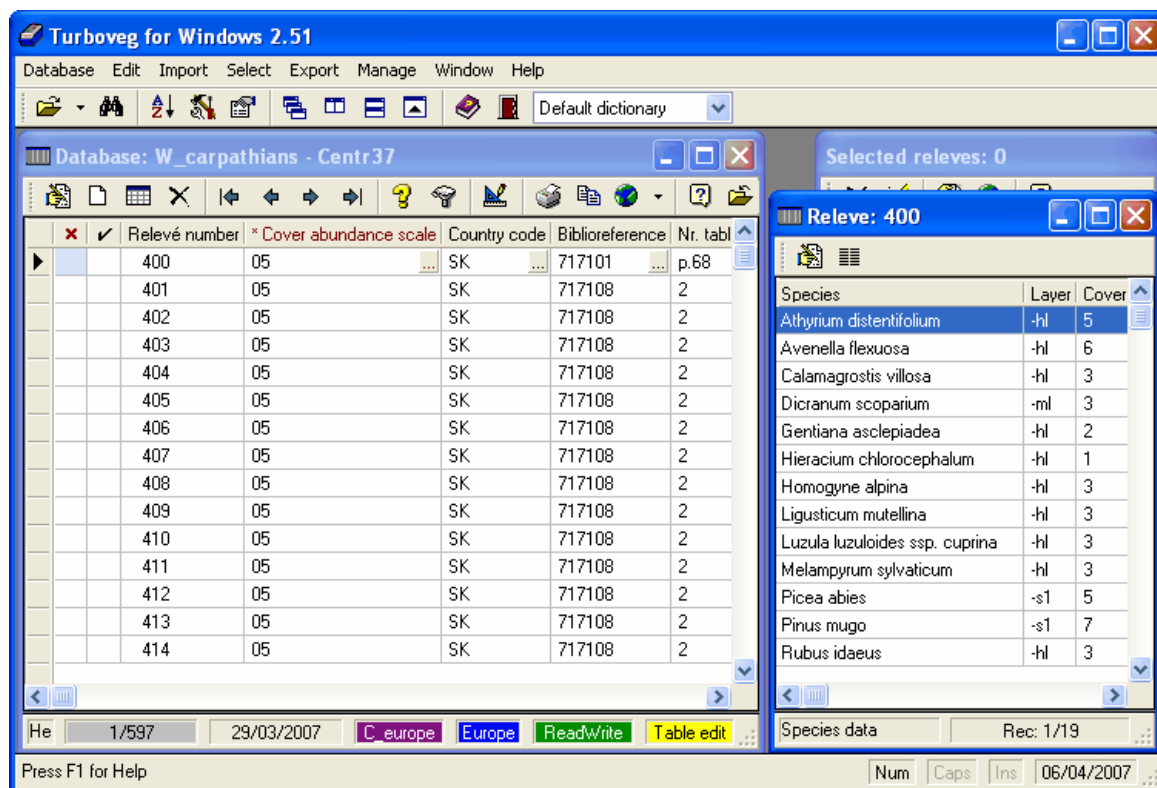 Turboveg for Windows 2.51
Database Edit Import Select Export Manage Window Help
Default dictionary
Database: W_carpathians - Centr37
Relevé number * Cover abundance scale Country code Biblioreference Nr. tabl
400 05 ... SK ... 717101 ... p.68
401 05 SK 717108 2
402 05 SK 717108 2
403 05 SK 717108 2
404 05 SK 717108 2
405 05 SK 717108 2
406 05 SK 717108 2
407 05 SK 717108 2
408 05 SK 717108 2
409 05 SK 717108 2
410 05 SK 717108 2
411 05 SK 717108 2
412 05 SK 717108 2
413 05 SK 717108 2
414 05 SK 717108 2
He 1/597 29/03/2007 C_europe Europe ReadWrite Table edit
Selected releves: 0
Releve: 400
Species Layer Cover
Athyrium distentifolium -hl 5
Avenella flexuosa -hl 6
Calamagrostis villosa -hl 3
Dicranum scoparium -ml 3
Gentiana asclepiadea -hl 2
Hieracium chlorocephalum -hl 1
Homogyne alpina -hl 3
Ligusticum mutellina -hl 3
Luzula luzuloides ssp. cuprina -hl 3
Melampyrum sylvaticum -hl 3
Picea abies -s1 5
Pinus mugo -s1 7
Rubus idaeus -hl 3
Species data Rec: 1/19
Press F1 for Help Num Caps Ins 06/04/2007